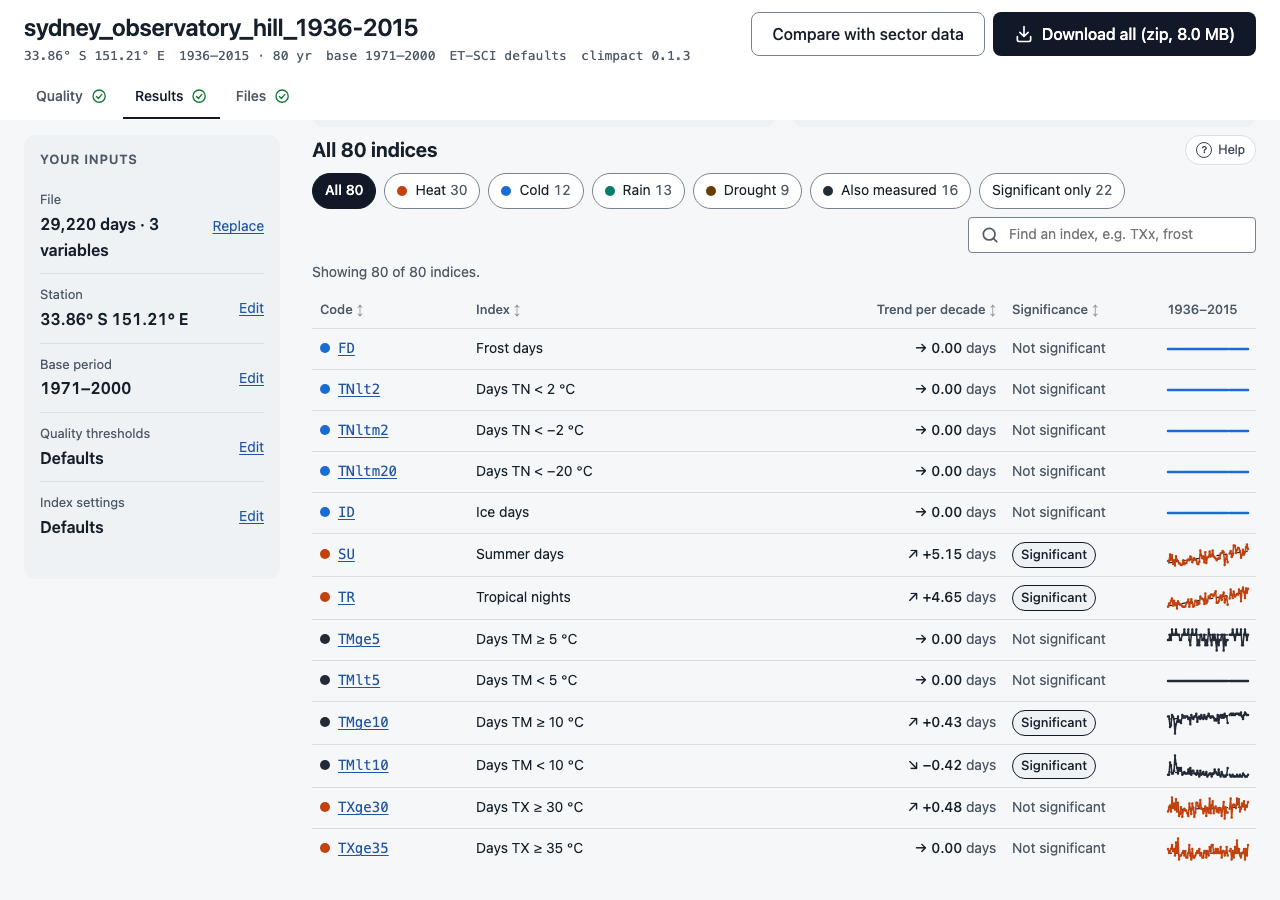 sydney_observatory_hill_1936-2015
33.86° S 151.21° E 1936–2015 · 80 yr base 1971–2000 ET-SCI defaults climpact 0.1.3
Compare with sector data
Download all (zip, 8.0 MB)
Quality
Results
Files
YOUR INPUTS
File
29,220 days · 3 variables
Replace
Station
33.86° S 151.21° E
Edit
Base period
1971–2000
Edit
Quality thresholds
Defaults
Edit
Index settings
Defaults
Edit
All 80 indices
? Help
All 80
Heat 30
Cold 12
Rain 13
Drought 9
Also measured 16
Significant only 22
Find an index, e.g. TXx, frost
Showing 80 of 80 indices.
Code ↕ Index ↕ Trend per decade ↕ Significance ↕ 1936–2015
FD Frost days → 0.00 days Not significant
TNlt2 Days TN < 2 °C → 0.00 days Not significant
TNltm2 Days TN < −2 °C → 0.00 days Not significant
TNltm20 Days TN < −20 °C → 0.00 days Not significant
ID Ice days → 0.00 days Not significant
SU Summer days ↗ +5.15 days Significant
TR Tropical nights ↗ +4.65 days Significant
TMge5 Days TM ≥ 5 °C → 0.00 days Not significant
TMlt5 Days TM < 5 °C → 0.00 days Not significant
TMge10 Days TM ≥ 10 °C ↗ +0.43 days Significant
TMlt10 Days TM < 10 °C ↘ −0.42 days Significant
TXge30 Days TX ≥ 30 °C ↗ +0.48 days Not significant
TXge35 Days TX ≥ 35 °C → 0.00 days Not significant